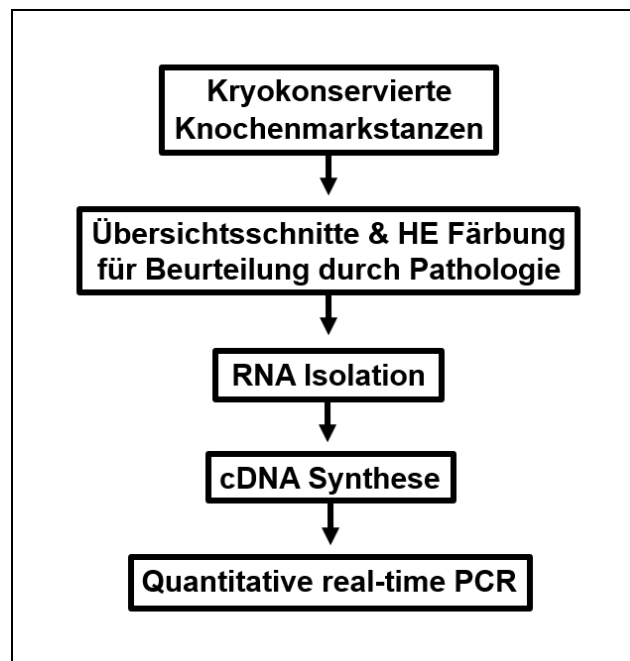 Kryokonservierte
Knochenmarkstanzen
Übersichtsschnitte & HE Färbung
für Beurteilung durch Pathologie
RNA Isolation
cDNA Synthese
Quantitative real-time PCR